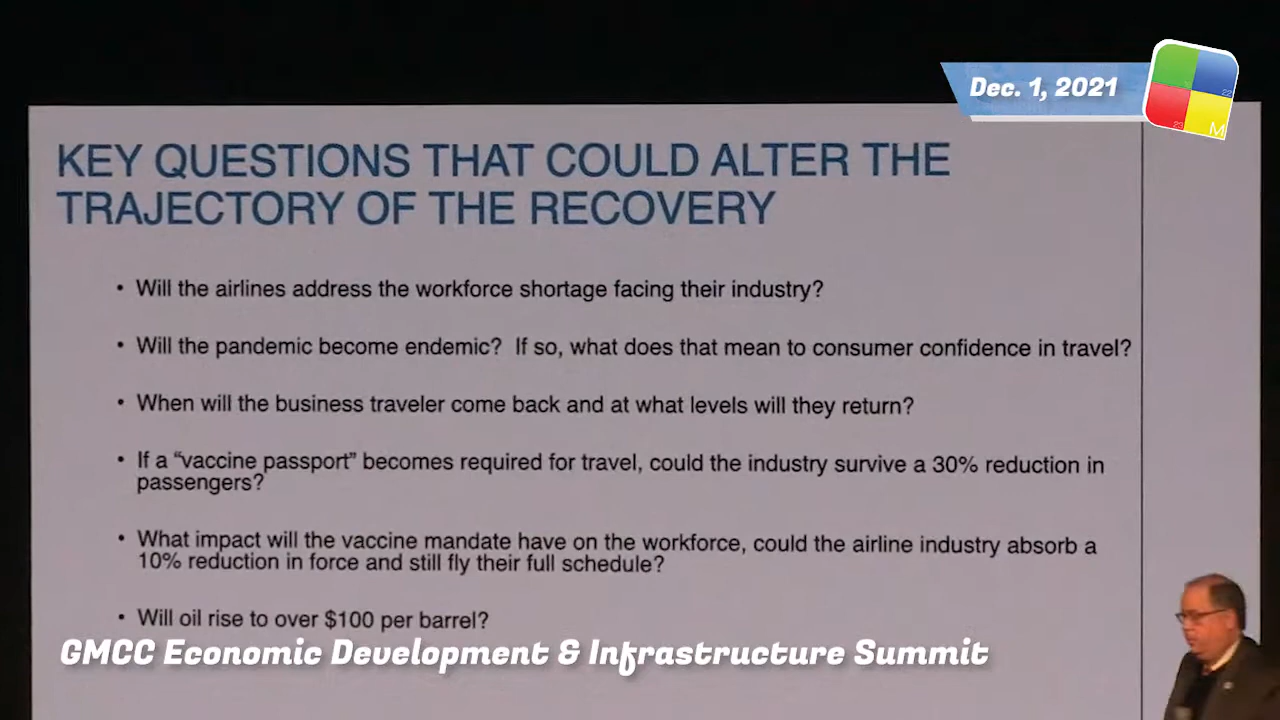 Dec. 1, 2021
21
22
23
M
KEY QUESTIONS THAT COULD ALTER THE
TRAJECTORY OF THE RECOVERY
• Will the airlines address the workforce shortage facing their industry?
• Will the pandemic become endemic? If so, what does that mean to consumer confidence in travel?
• When will the business traveler come back and at what levels will they return?
• If a “vaccine passport” becomes required for travel, could the industry survive a 30% reduction in
passengers?
• What impact will the vaccine mandate have on the workforce, could the airline industry absorb a
10% reduction in force and still fly their full schedule?
• Will oil rise to over $100 per barrel?
GMCC Economic Development & Infrastructure Summit